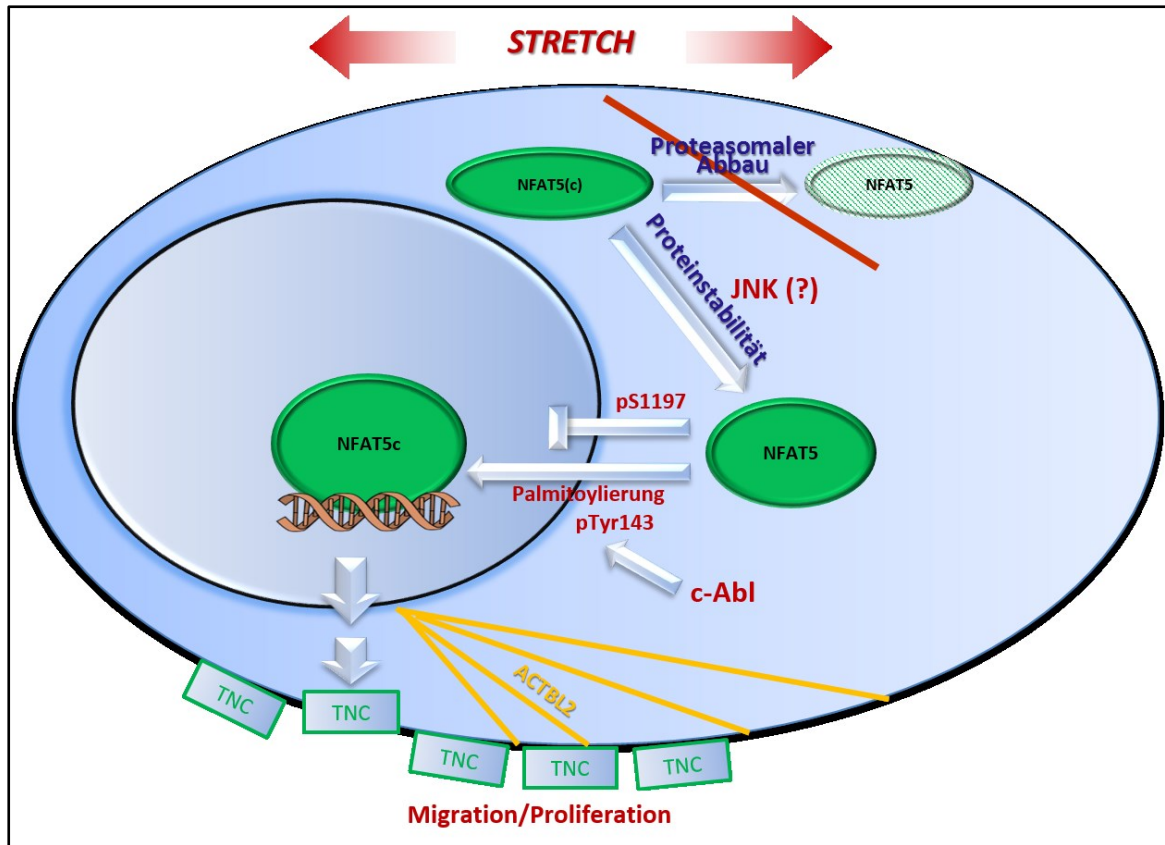 STRETCH
Proteasomaler
Abbau
NFAT5(c)
NFAT5
Proteinstabilität
JNK (?)
pS1197
NFAT5c
NFAT5
Palmitoylierung
pTyr143
c-Abl
ACTBL2
TNC
TNC
TNC
TNC
TNC
Migration/Proliferation